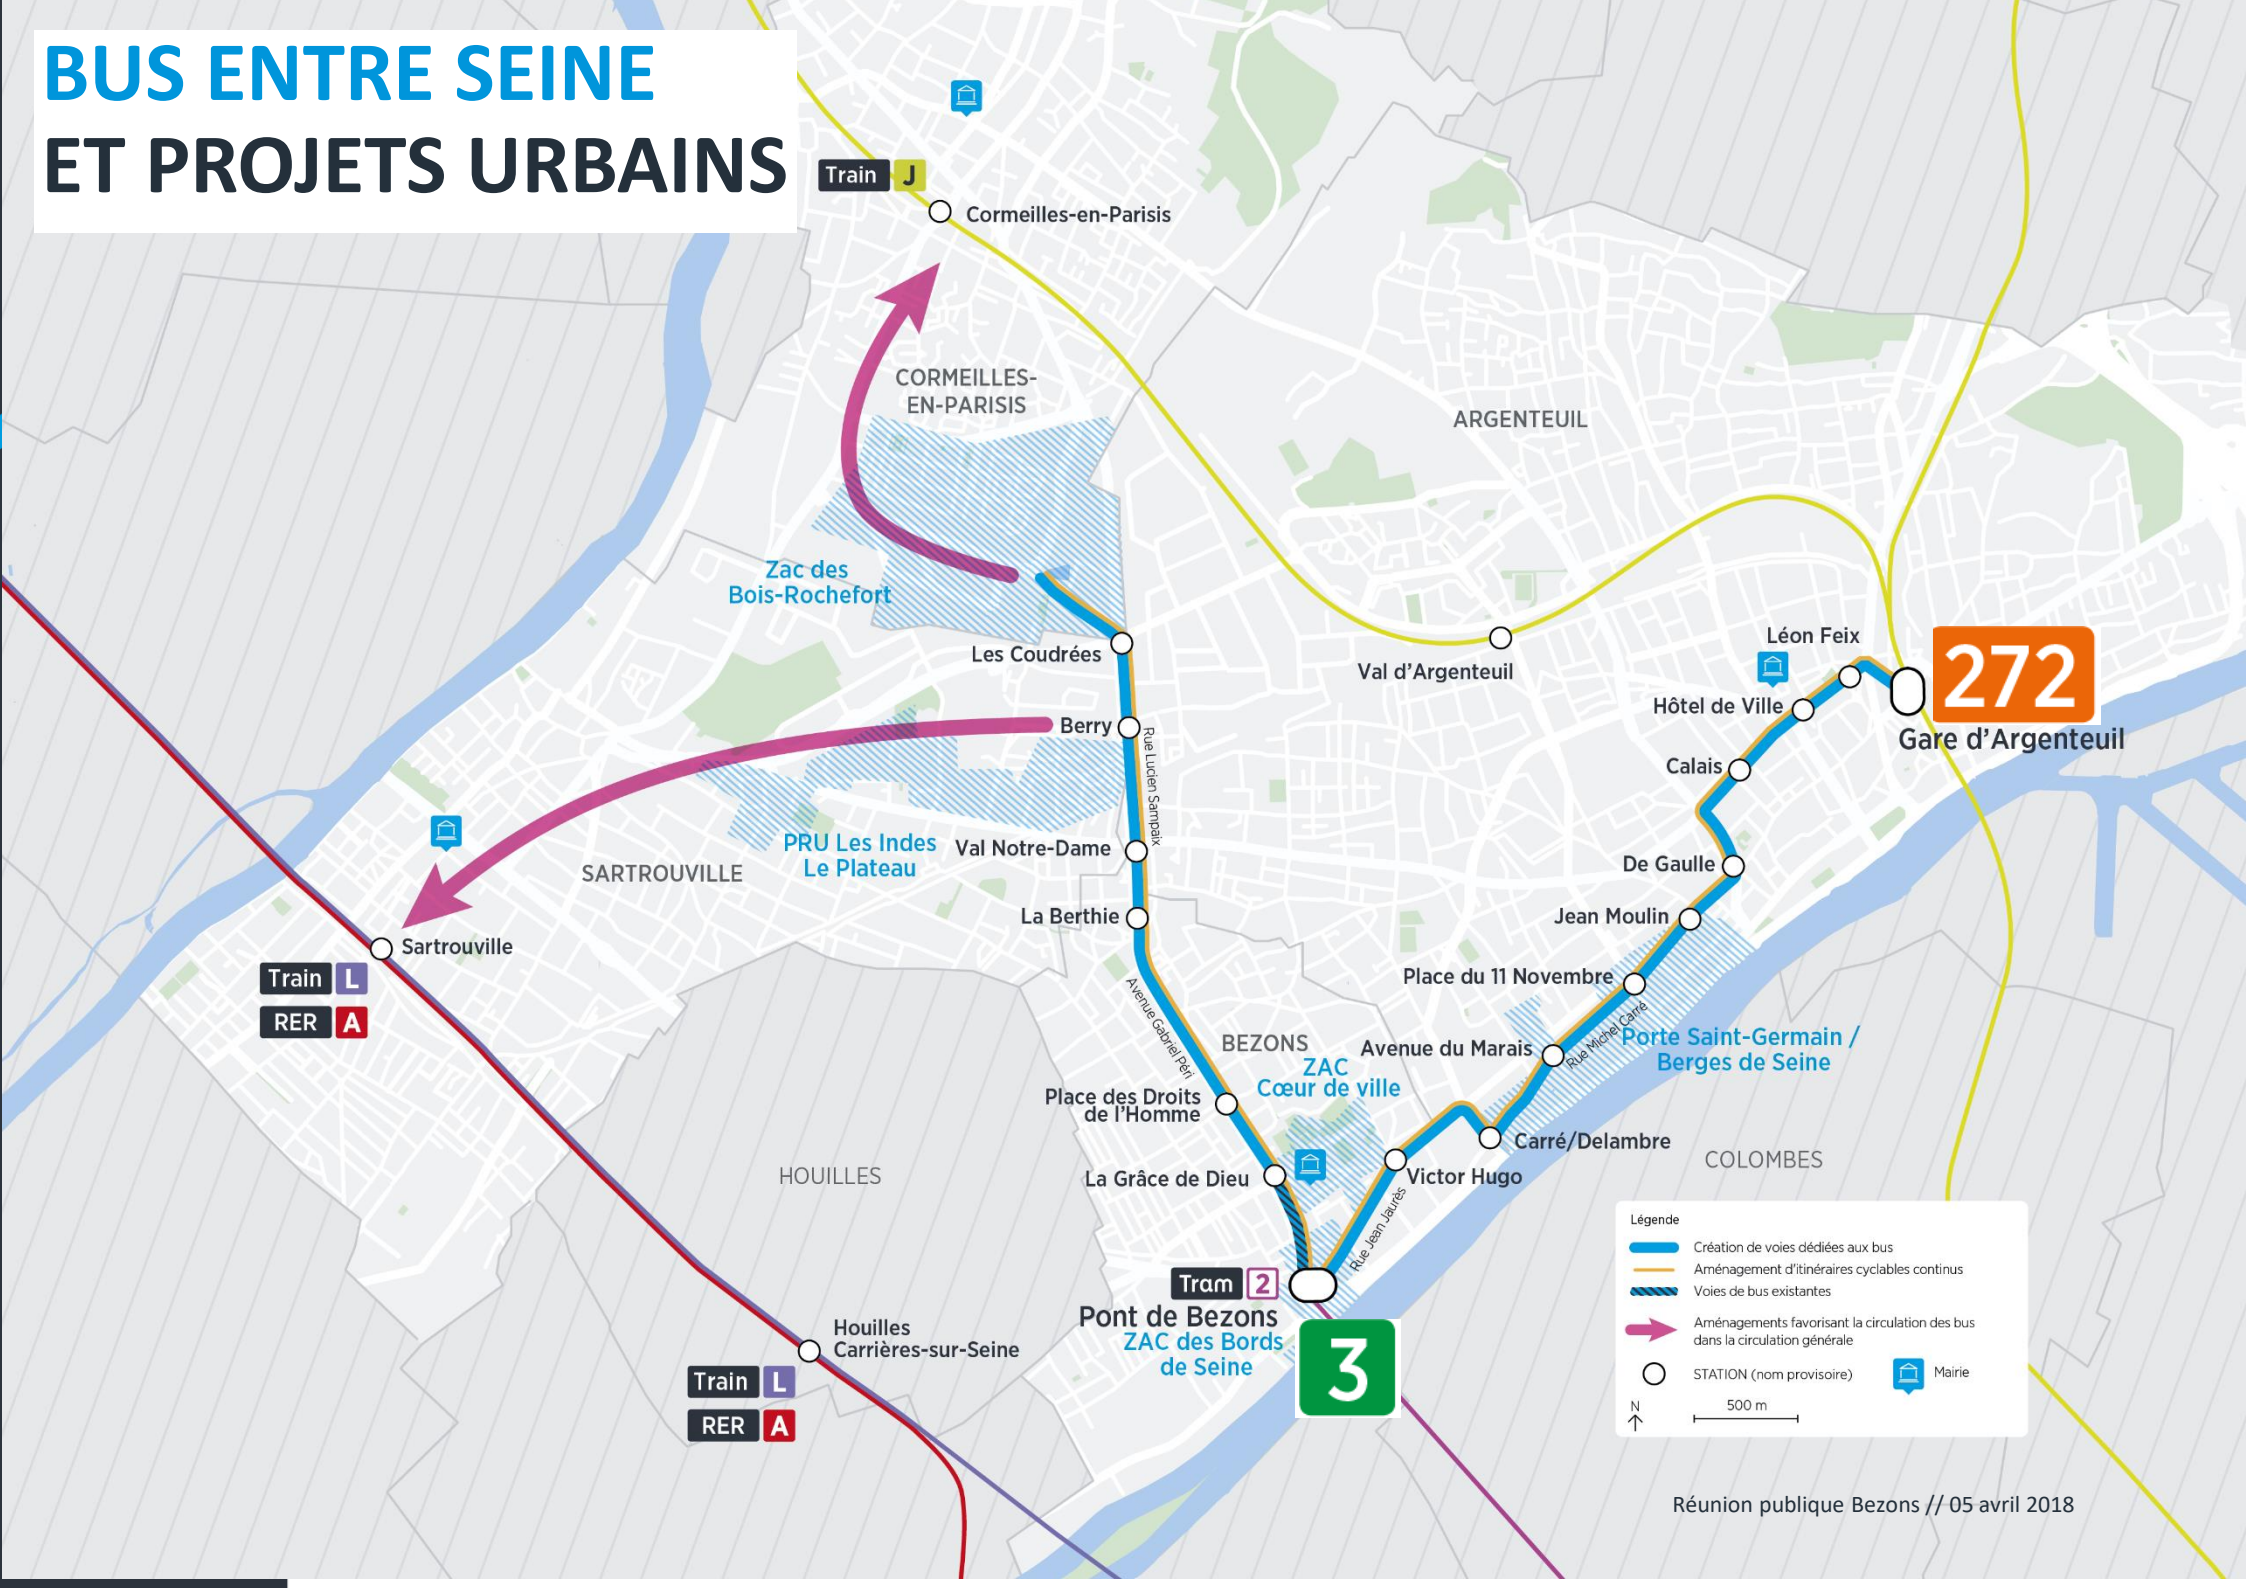 BUS ENTRE SEINE
ET PROJETS URBAINS
Train J
Cormeilles-en-Parisis
CORMEILLES-
EN-PARISIS
ARGENTEUIL
Zac des
Bois-Rochefort
Les Coudrées
Val d'Argenteuil
Léon Feix
272
Hôtel de Ville
Gare d'Argenteuil
Berry
Rue Lucien Sampaix
Calais
PRU Les Indes
Le Plateau
Val Notre-Dame
SARTROUVILLE
De Gaulle
La Berthie
Jean Moulin
Sartrouville
Train L
RER A
Place du 11 Novembre
Avenue Gabriel Péri
Rue Michel Carré
BEZONS
Avenue du Marais
Porte Saint-Germain /
Berges de Seine
ZAC
Cœur de ville
Place des Droits
de l'Homme
Carré/Delambre
COLOMBES
HOUILLES
La Grâce de Dieu
Victor Hugo
Rue Jean Jaurès
Tram 2
Pont de Bezons
ZAC des Bords
de Seine
3
Houilles
Carrières-sur-Seine
Train L
RER A
Légende
Création de voies dédiées aux bus
Aménagement d'itinéraires cyclables continus
Voies de bus existantes
Aménagements favorisant la circulation des bus
dans la circulation générale
STATION (nom provisoire)
Mairie
N
500 m
Réunion publique Bezons // 05 avril 2018